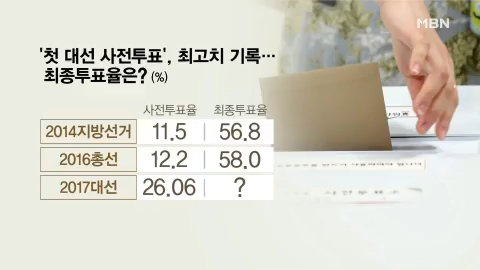 MBN
'첫 대선 사전투표', 최고치 기록…
최종투표율은? (%)
사전투표율 최종투표율
2014지방선거 11.5 56.8
2016총선 12.2 58.0
2017대선 26.06 ?